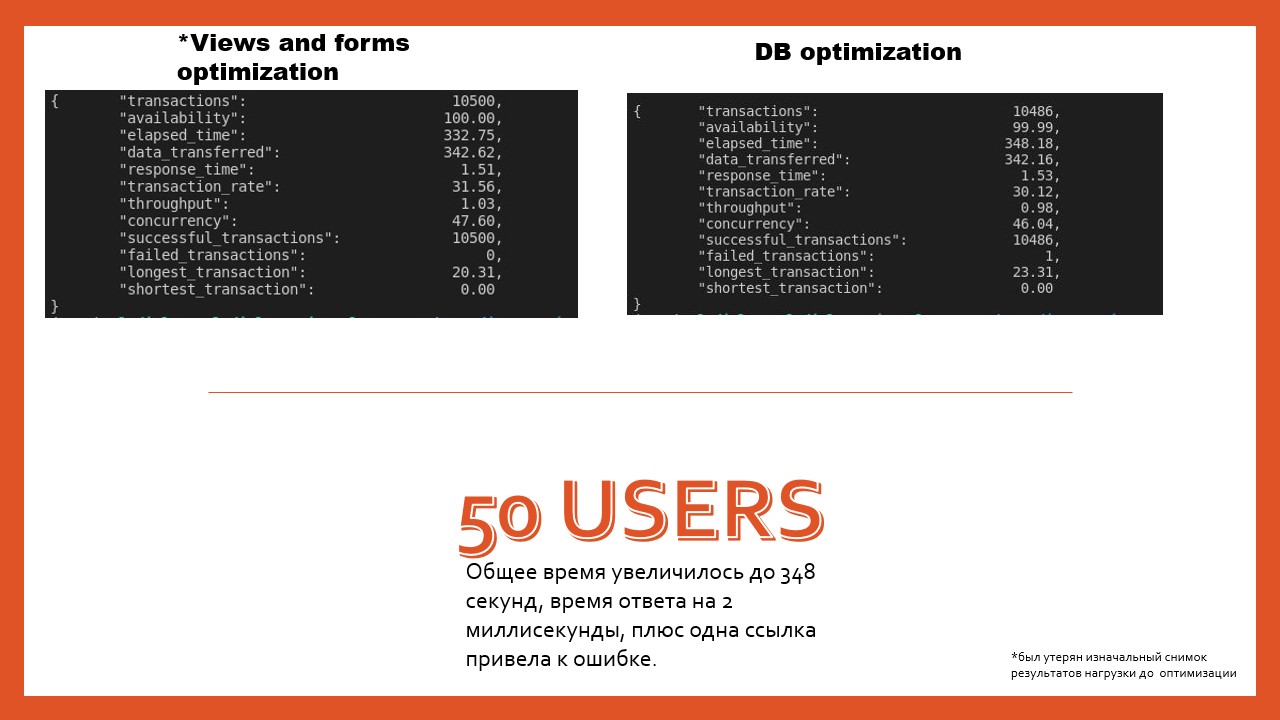 *Views and forms
optimization
{ "transactions": 10500,
"availability": 100.00,
"elapsed_time": 332.75,
"data_transferred": 342.62,
"response_time": 1.51,
"transaction_rate": 31.56,
"throughput": 1.03,
"concurrency": 47.60,
"successful_transactions": 10500,
"failed_transactions": 0,
"longest_transaction": 20.31,
"shortest_transaction": 0.00
}
DB optimization
{ "transactions": 10486,
"availability": 99.99,
"elapsed_time": 348.18,
"data_transferred": 342.16,
"response_time": 1.53,
"transaction_rate": 30.12,
"throughput": 0.98,
"concurrency": 46.04,
"successful_transactions": 10486,
"failed_transactions": 1,
"longest_transaction": 23.31,
"shortest_transaction": 0.00
}
50 USERS
Общее время увеличилось до 348
секунд, время ответа на 2
миллисекунды, плюс одна ссылка
привела к ошибке.
*был утерян изначальный снимок
результатов нагрузки до оптимизации